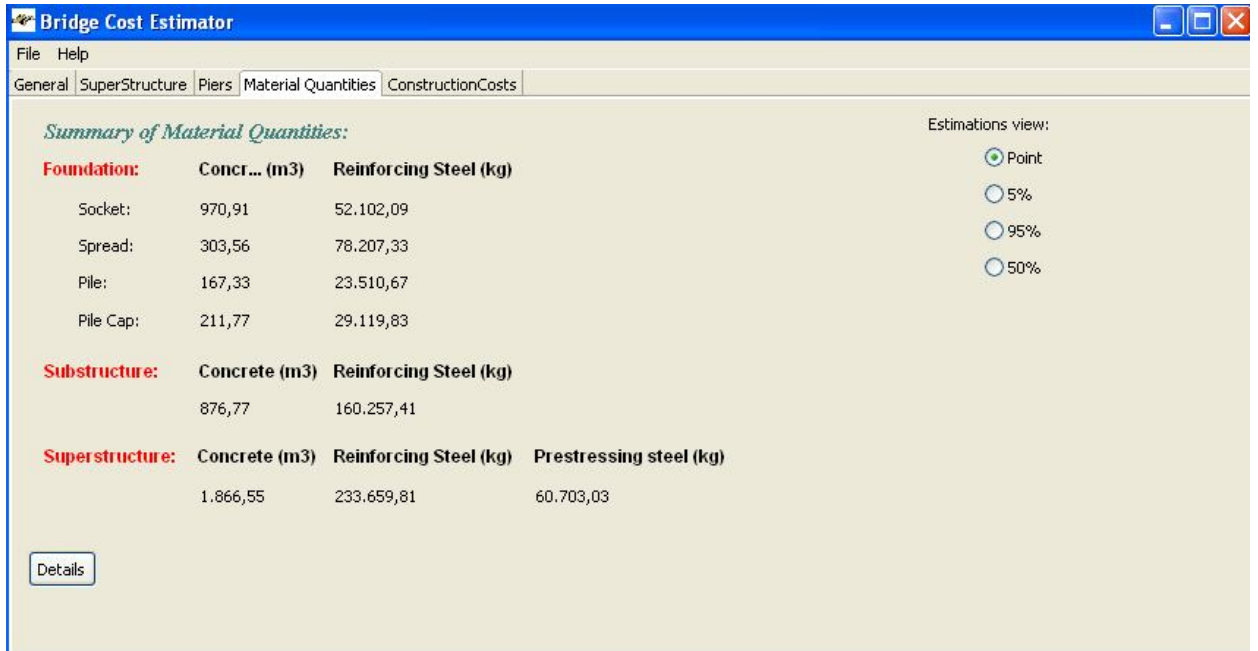 Bridge Cost Estimator
File Help
General SuperStructure Piers Material Quantities ConstructionCosts
Summary of Material Quantities:
Estimations view:
Foundation: Concr... (m3) Reinforcing Steel (kg)
Point
Socket: 970,91 52.102,09
5%
Spread: 303,56 78.207,33
95%
Pile: 167,33 23.510,67
50%
Pile Cap: 211,77 29.119,83
Substructure: Concrete (m3) Reinforcing Steel (kg)
876,77 160.257,41
Superstructure: Concrete (m3) Reinforcing Steel (kg) Prestressing steel (kg)
1.866,55 233.659,81 60.703,03
Details